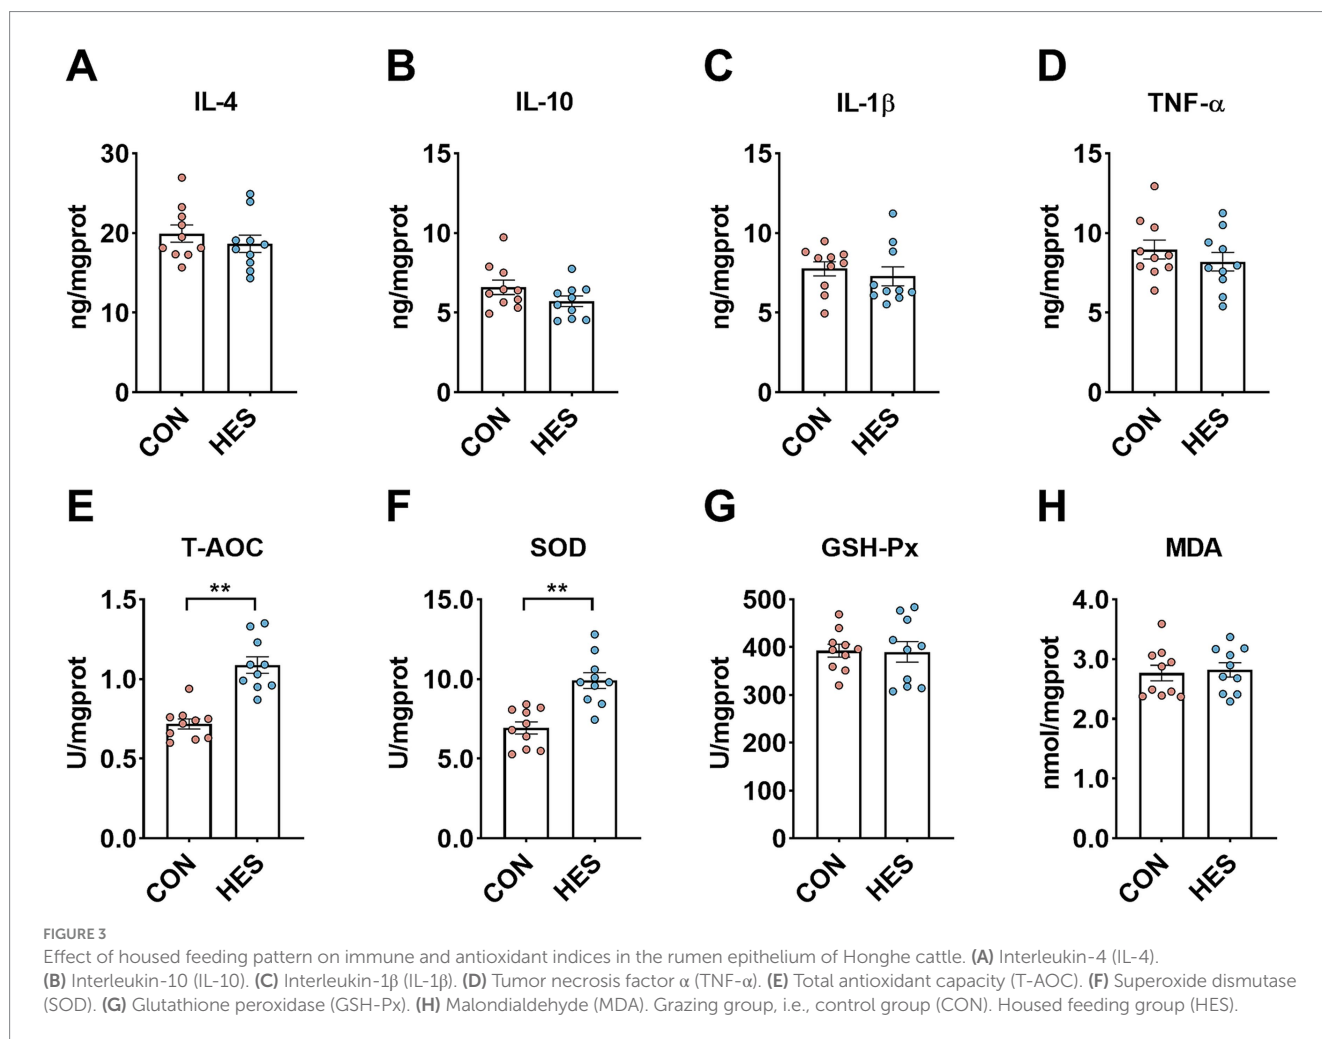 A
IL-4
ng/mgprot
30
20
10
0
CON
HES
B
IL-10
ng/mgprot
15
10
5
0
CON
HES
C
IL-1β
ng/mgprot
15
10
5
0
CON
HES
D
TNF-α
ng/mgprot
15
10
5
0
CON
HES
E
T-AOC
U/mgprot
1.5
1.0
0.5
0.0
**
CON
HES
F
SOD
U/mgprot
15.0
10.0
5.0
0.0
**
CON
HES
G
GSH-Px
U/mgprot
500
400
300
200
100
0
CON
HES
H
MDA
nmol/mgprot
4.0
3.0
2.0
1.0
0.0
CON
HES
FIGURE 3
Effect of housed feeding pattern on immune and antioxidant indices in the rumen epithelium of Honghe cattle. (A) Interleukin-4 (IL-4).
(B) Interleukin-10 (IL-10). (C) Interleukin-1β (IL-1β). (D) Tumor necrosis factor α (TNF-α). (E) Total antioxidant capacity (T-AOC). (F) Superoxide dismutase
(SOD). (G) Glutathione peroxidase (GSH-Px). (H) Malondialdehyde (MDA). Grazing group, i.e., control group (CON). Housed feeding group (HES).